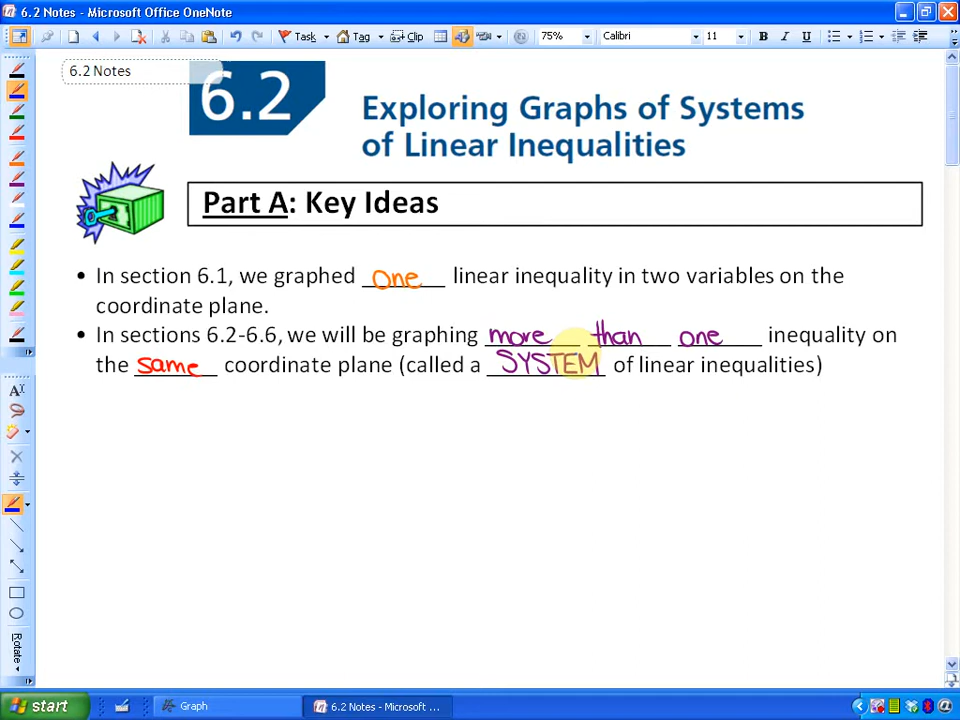 6.2 Notes - Microsoft Office OneNote
Task Tag Clip 75% Calibri 11 B I U
6.2 Notes
6.2
Exploring Graphs of Systems
of Linear Inequalities
Part A: Key Ideas
• In section 6.1, we graphed one linear inequality in two variables on the
coordinate plane.
• In sections 6.2-6.6, we will be graphing more than one inequality on
the same coordinate plane (called a SYSTEM of linear inequalities)
Rotate
start Graph 6.2 Notes - Microsoft ...